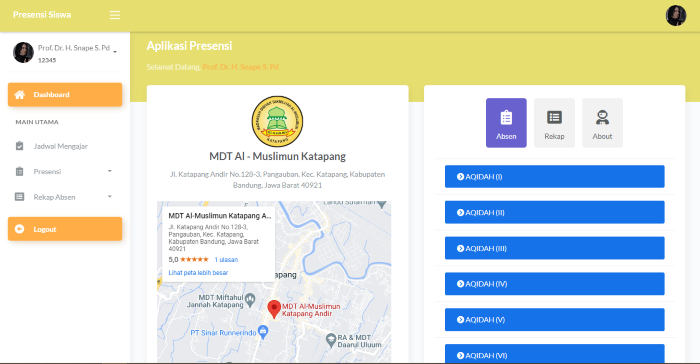 Presensi Siswa
Prof. Dr. H. Snape S. Pd
12345
Dashboard
MAIN UTAMA
Jadwal Mengajar
Presensi
Rekap Absen
Logout
Aplikasi Presensi
Selamat Datang, Prof. Dr. H. Snape S. Pd
KATAPANG
MDT Al - Muslimun Katapang
Jl. Katapang Andir No.128-3, Pangauban, Kec. Katapang, Kabupaten
Bandung, Jawa Barat 40921
MDT Al-Muslimun Katapang A...
Jl. Katapang Andir No.128-3,
Pangauban, Kec. Katapang,
Kabupaten Bandung, Jawa Barat
40921
5,0 ★★★★★ 1 ulasan
Lihat peta lebih besar
MDT Miftahul
Jannah Katapang
MDT Al-Muslimun
Katapang Andir
PT Sinar Runnerindo
RA & MDT
Daarul Uluum
Absen
Rekap
About
AQIDAH (I)
AQIDAH (II)
AQIDAH (III)
AQIDAH (IV)
AQIDAH (V)
AQIDAH (VI)